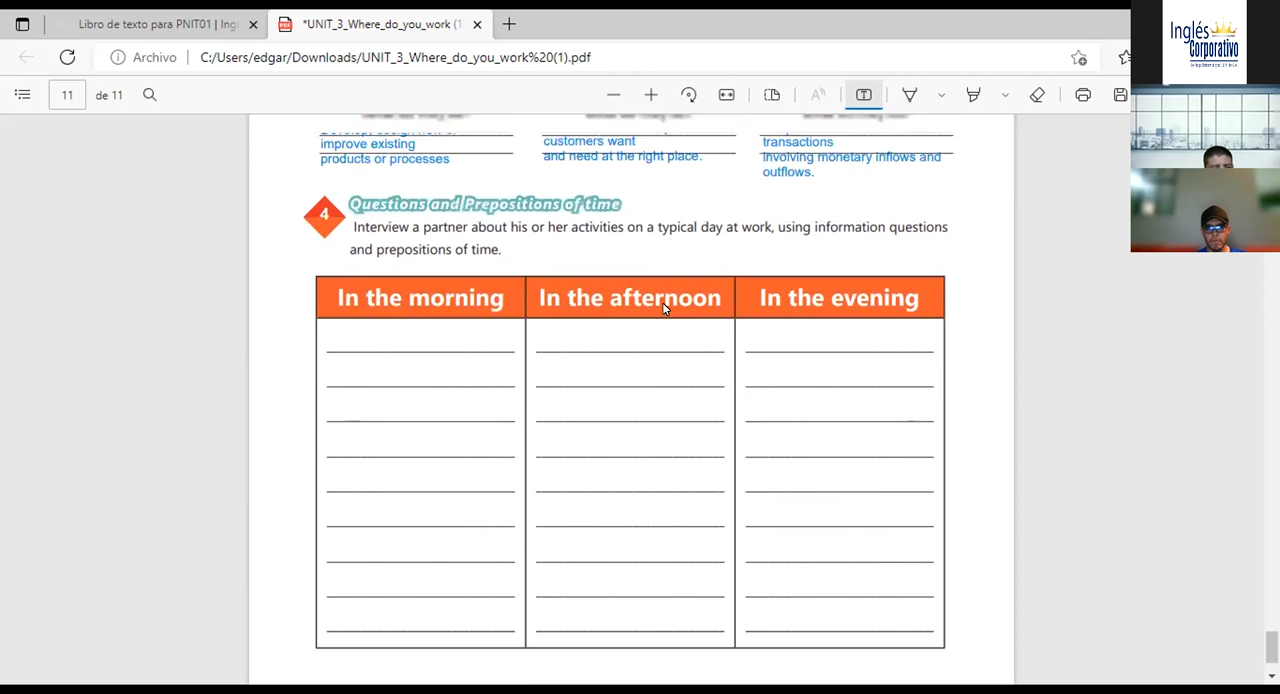 Libro de texto para PNIT01 | Ing
*UNIT_3_Where_do_you_work (1
Archivo
C:/Users/edgar/Downloads/UNIT_3_Where_do_you_work%20(1).pdf
11
de 11
improve existing
products or processes
customers want
and need at the right place.
transactions
involving monetary inflows and
outflows.
4
Questions and Prepositions of time
Interview a partner about his or her activities on a typical day at work, using information questions
and prepositions of time.
In the morning
In the afternoon
In the evening
Inglés
Corporativo